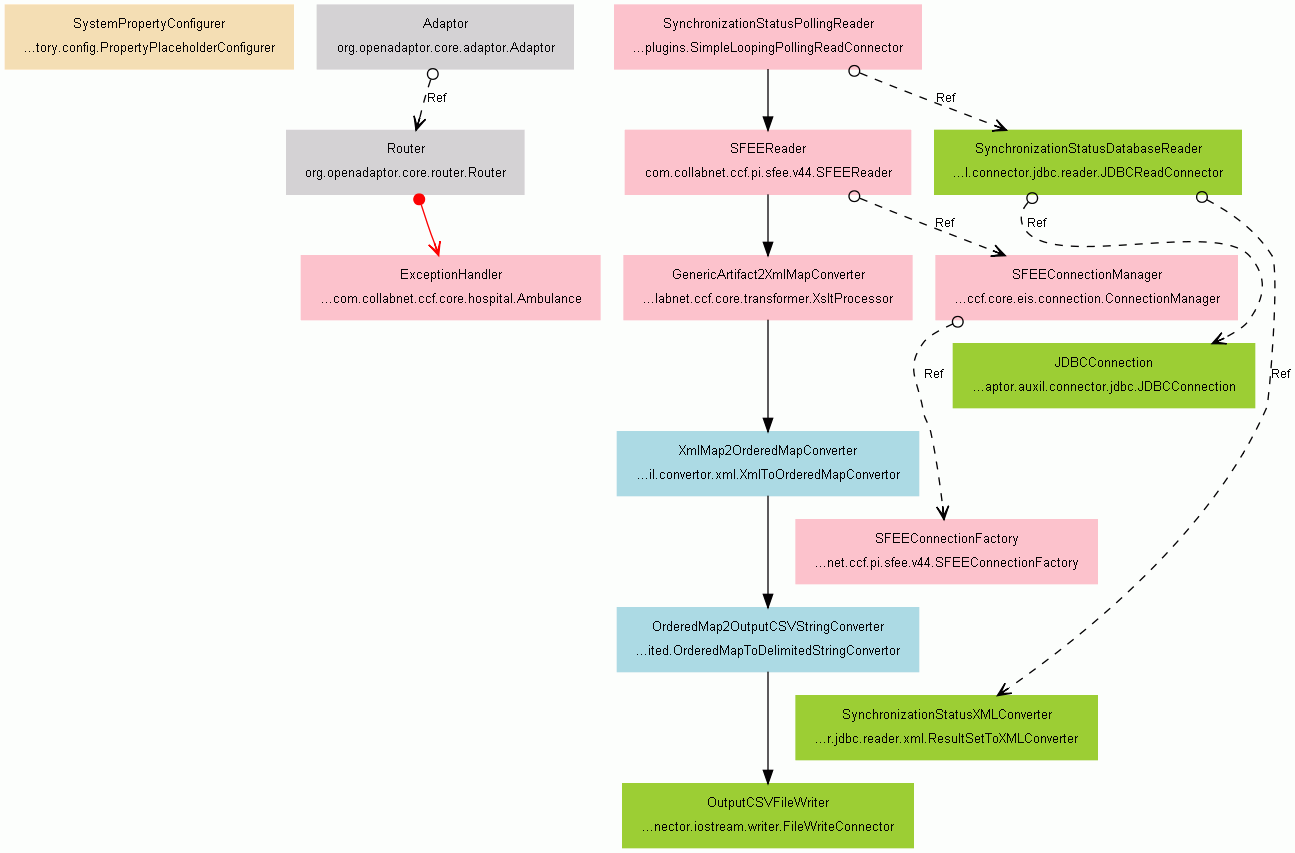 SystemPropertyConfigurer
...tory.config.PropertyPlaceholderConfigurer
Adaptor
org.openadaptor.core.adaptor.Adaptor
SynchronizationStatusPollingReader
...plugins.SimpleLoopingPollingReadConnector
Ref
Ref
Router
org.openadaptor.core.router.Router
SFEEReader
com.collabnet.ccf.pi.sfee.v44.SFEEReader
SynchronizationStatusDatabaseReader
...l.connector.jdbc.reader.JDBCReadConnector
Ref
Ref
ExceptionHandler
...com.collabnet.ccf.core.hospital.Ambulance
GenericArtifact2XmlMapConverter
...labnet.ccf.core.transformer.XsltProcessor
SFEEConnectionManager
...ccf.core.eis.connection.ConnectionManager
Ref
Ref
JDBCConnection
...aptor.auxil.connector.jdbc.JDBCConnection
XmlMap2OrderedMapConverter
...il.convertor.xml.XmlToOrderedMapConvertor
SFEEConnectionFactory
...net.ccf.pi.sfee.v44.SFEEConnectionFactory
OrderedMap2OutputCSVStringConverter
...ited.OrderedMapToDelimitedStringConvertor
SynchronizationStatusXMLConverter
...r.jdbc.reader.xml.ResultSetToXMLConverter
OutputCSVFileWriter
...nector.iostream.writer.FileWriteConnector